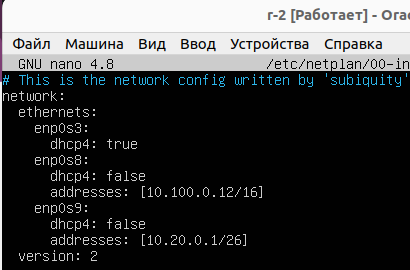 r-2 [Работает] - Orac
Файл Машина Вид Ввод Устройства Справка
GNU nano 4.8 /etc/netplan/00-in
# This is the network config written by 'subiquity'
network:
  ethernets:
    enp0s3:
      dhcp4: true
    enp0s8:
      dhcp4: false
      addresses: [10.100.0.12/16]
    enp0s9:
      dhcp4: false
      addresses: [10.20.0.1/26]
  version: 2